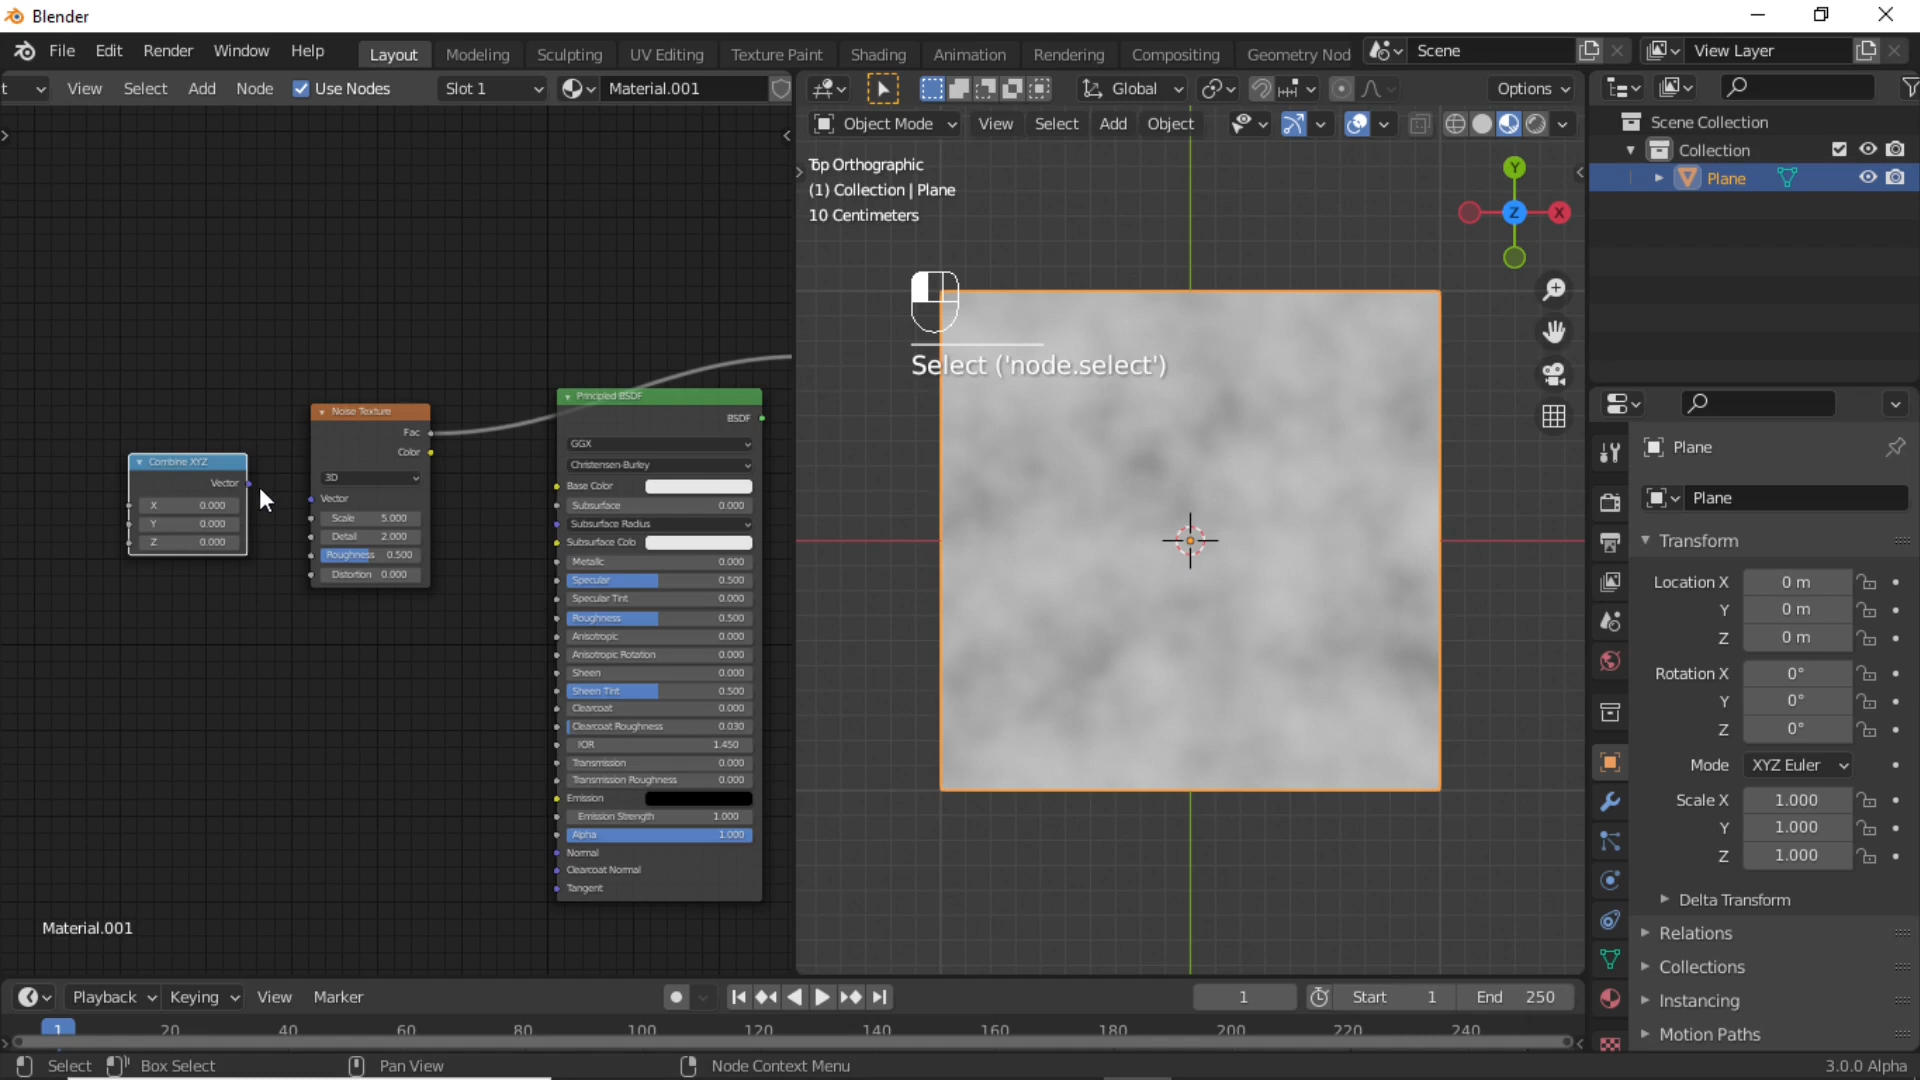 Blender
File Edit Render Window Help Layout Modeling Sculpting UV Editing Texture Paint Shading Animation Rendering Compositing Geometry Nod Scene View Layer
t View Select Add Node Use Nodes Slot 1 Material.001 Global Options
Object Mode View Select Add Object
Top Orthographic
(1) Collection | Plane
10 Centimeters
Y
Z
X
Select ('node.select')
Combine XYZ
Vector
X 0.000
Y 0.000
Z 0.000
Noise Texture
Fac
Color
3D
Vector
Scale 5.000
Detail 2.000
Roughness 0.500
Distortion 0.000
Principled BSDF
BSDF
GGX
Christensen-Burley
Base Color
Subsurface 0.000
Subsurface Radius
Subsurface Colo
Metallic 0.000
Specular 0.500
Specular Tint 0.000
Roughness 0.500
Anisotropic 0.000
Anisotropic Rotation 0.000
Sheen 0.000
Sheen Tint 0.500
Clearcoat 0.000
Clearcoat Roughness 0.030
IOR 1.450
Transmission 0.000
Transmission Roughness 0.000
Emission
Emission Strength 1.000
Alpha 1.000
Normal
Clearcoat Normal
Tangent
Material.001
Scene Collection
Collection
Plane
Plane
Plane
Transform
Location X 0 m
Y 0 m
Z 0 m
Rotation X 0°
Y 0°
Z 0°
Mode XYZ Euler
Scale X 1.000
Y 1.000
Z 1.000
Delta Transform
Relations
Collections
Instancing
Motion Paths
Playback Keying View Marker 1 Start 1 End 250
1 20 40 60 80 100 120 140 160 180 200 220 240
Select Box Select Pan View Node Context Menu 3.0.0 Alpha